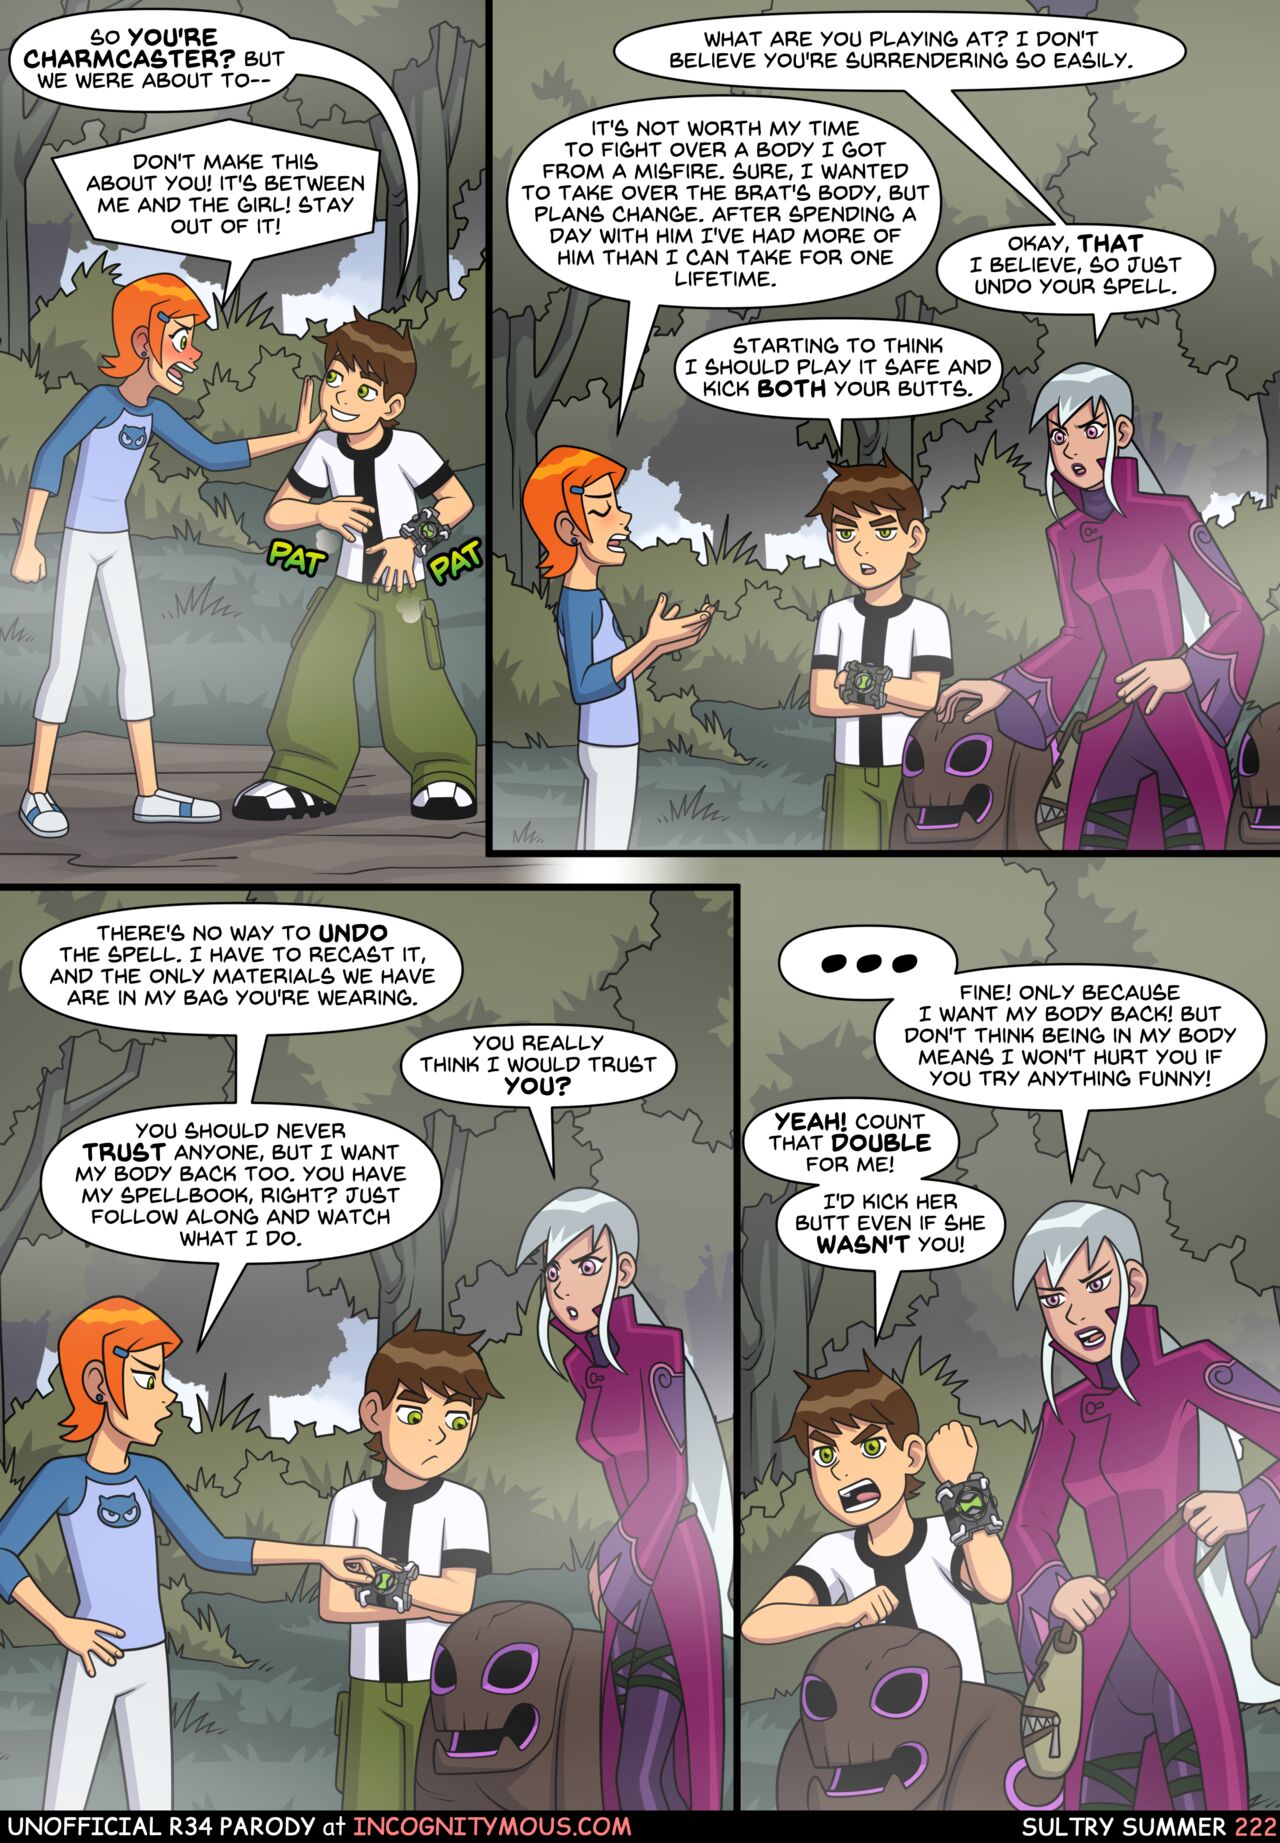 SO YOU'RE
CHARMCASTER? BUT
WE WERE ABOUT TO--
DON'T MAKE THIS
ABOUT YOU! IT'S BETWEEN
ME AND THE GIRL! STAY
OUT OF IT!
PAT
PAT
WHAT ARE YOU PLAYING AT? I DON'T
BELIEVE YOU'RE SURRENDERING SO EASILY.
IT'S NOT WORTH MY TIME
TO FIGHT OVER A BODY I GOT
FROM A MISFIRE. SURE, I WANTED
TO TAKE OVER THE BRAT'S BODY, BUT
PLANS CHANGE. AFTER SPENDING A
DAY WITH HIM I'VE HAD MORE OF
HIM THAN I CAN TAKE FOR ONE
LIFETIME.
OKAY, THAT
I BELIEVE, SO JUST
UNDO YOUR SPELL.
STARTING TO THINK
I SHOULD PLAY IT SAFE AND
KICK BOTH YOUR BUTTS.
THERE'S NO WAY TO UNDO
THE SPELL. I HAVE TO RECAST IT,
AND THE ONLY MATERIALS WE HAVE
ARE IN MY BAG YOU'RE WEARING.
YOU REALLY
THINK I WOULD TRUST
YOU?
YOU SHOULD NEVER
TRUST ANYONE, BUT I WANT
MY BODY BACK TOO. YOU HAVE
MY SPELLBOOK, RIGHT? JUST
FOLLOW ALONG AND WATCH
WHAT I DO.
...
FINE! ONLY BECAUSE
I WANT MY BODY BACK! BUT
DON'T THINK BEING IN MY BODY
MEANS I WON'T HURT YOU IF
YOU TRY ANYTHING FUNNY!
YEAH! COUNT
THAT DOUBLE
FOR ME!
I'D KICK HER
BUTT EVEN IF SHE
WASN'T YOU!
UNOFFICIAL R34 PARODY at INCOGNITYMOUS.COM
SULTRY SUMMER 222